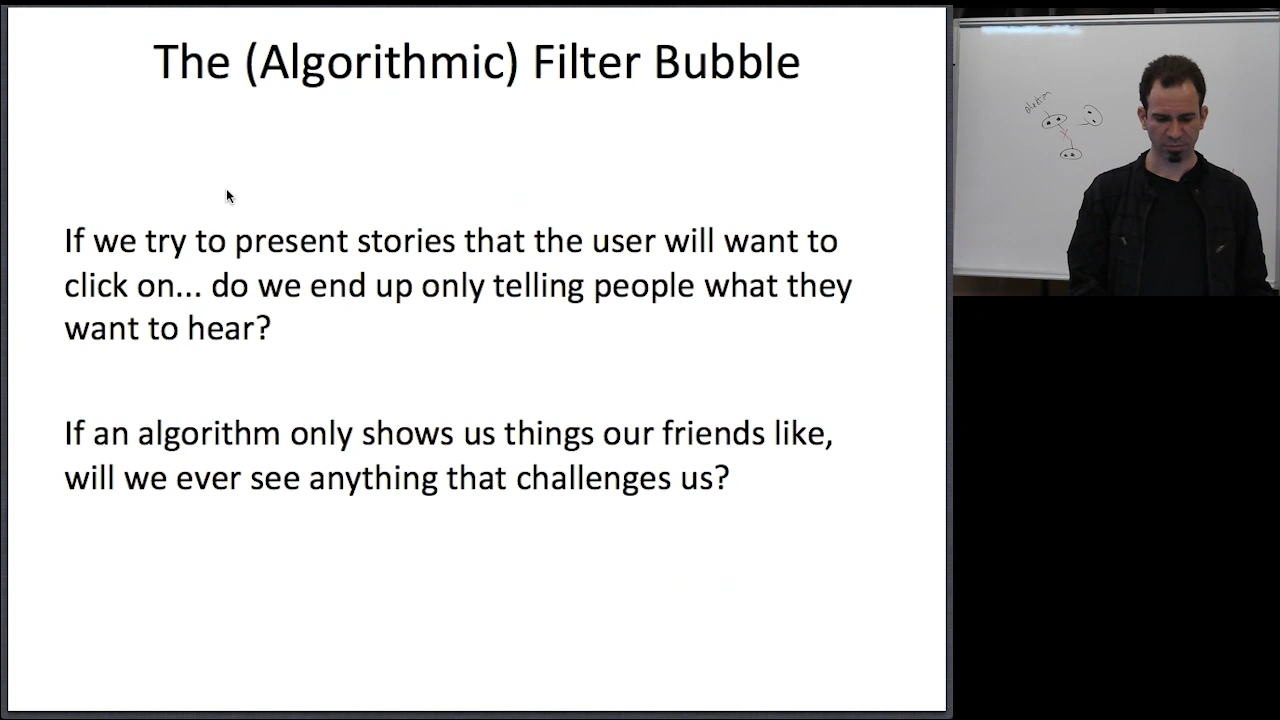 The (Algorithmic) Filter Bubble
If we try to present stories that the user will want to
click on... do we end up only telling people what they
want to hear?
If an algorithm only shows us things our friends like,
will we ever see anything that challenges us?